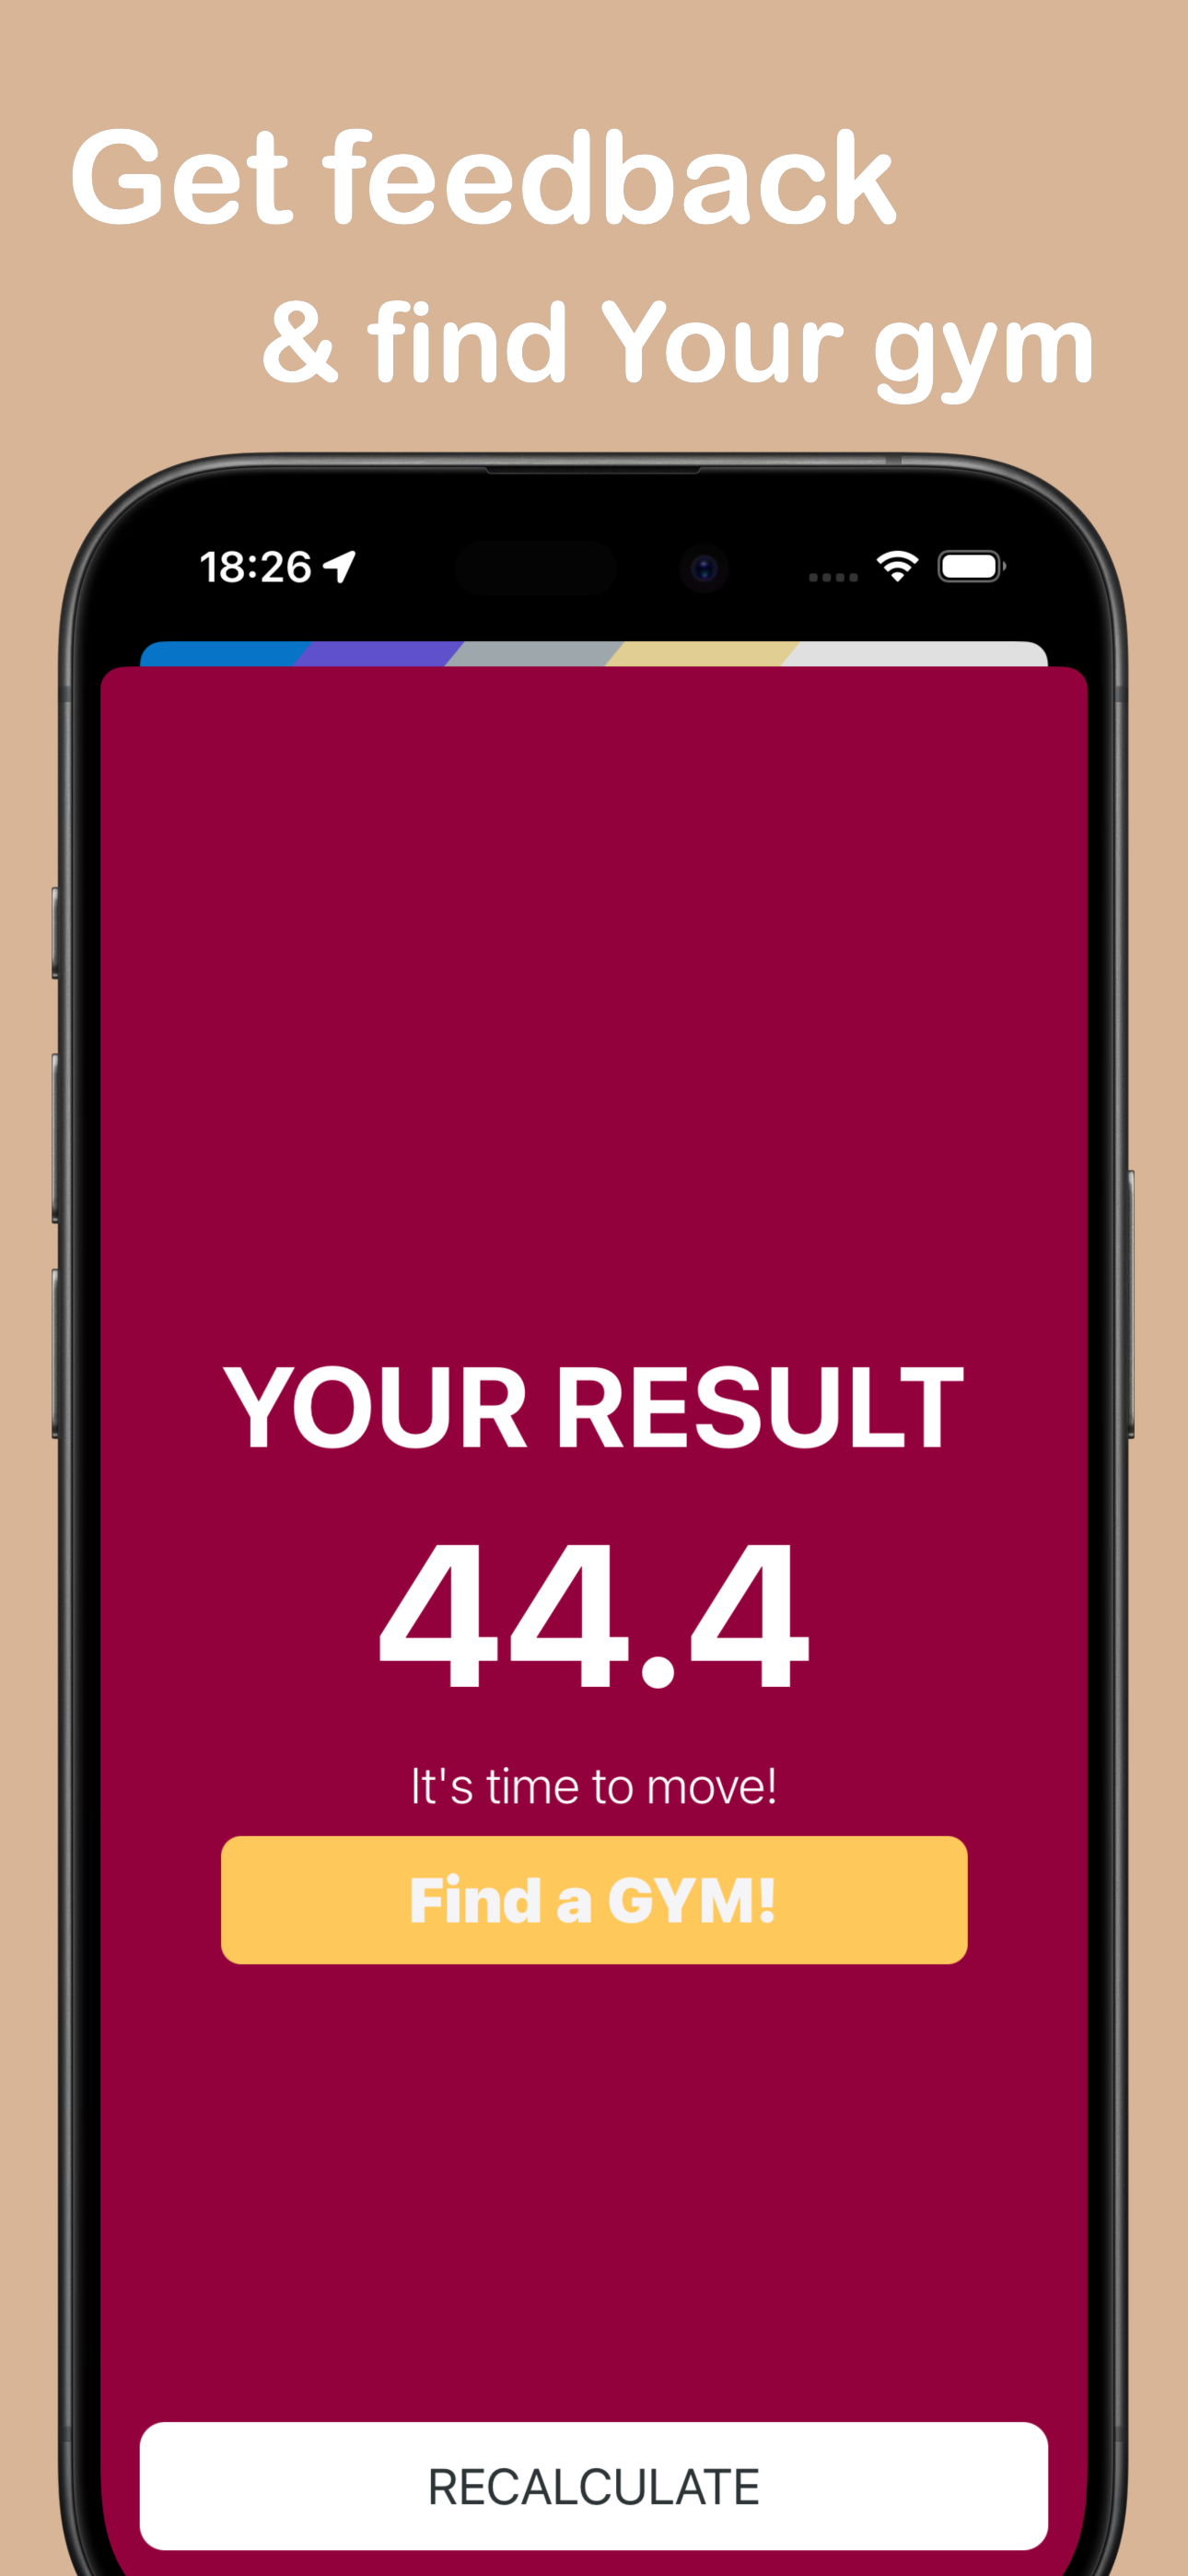 Get feedback
& find Your gym
18:26
YOUR RESULT
44.4
It's time to move!
Find a GYM!
RECALCULATE